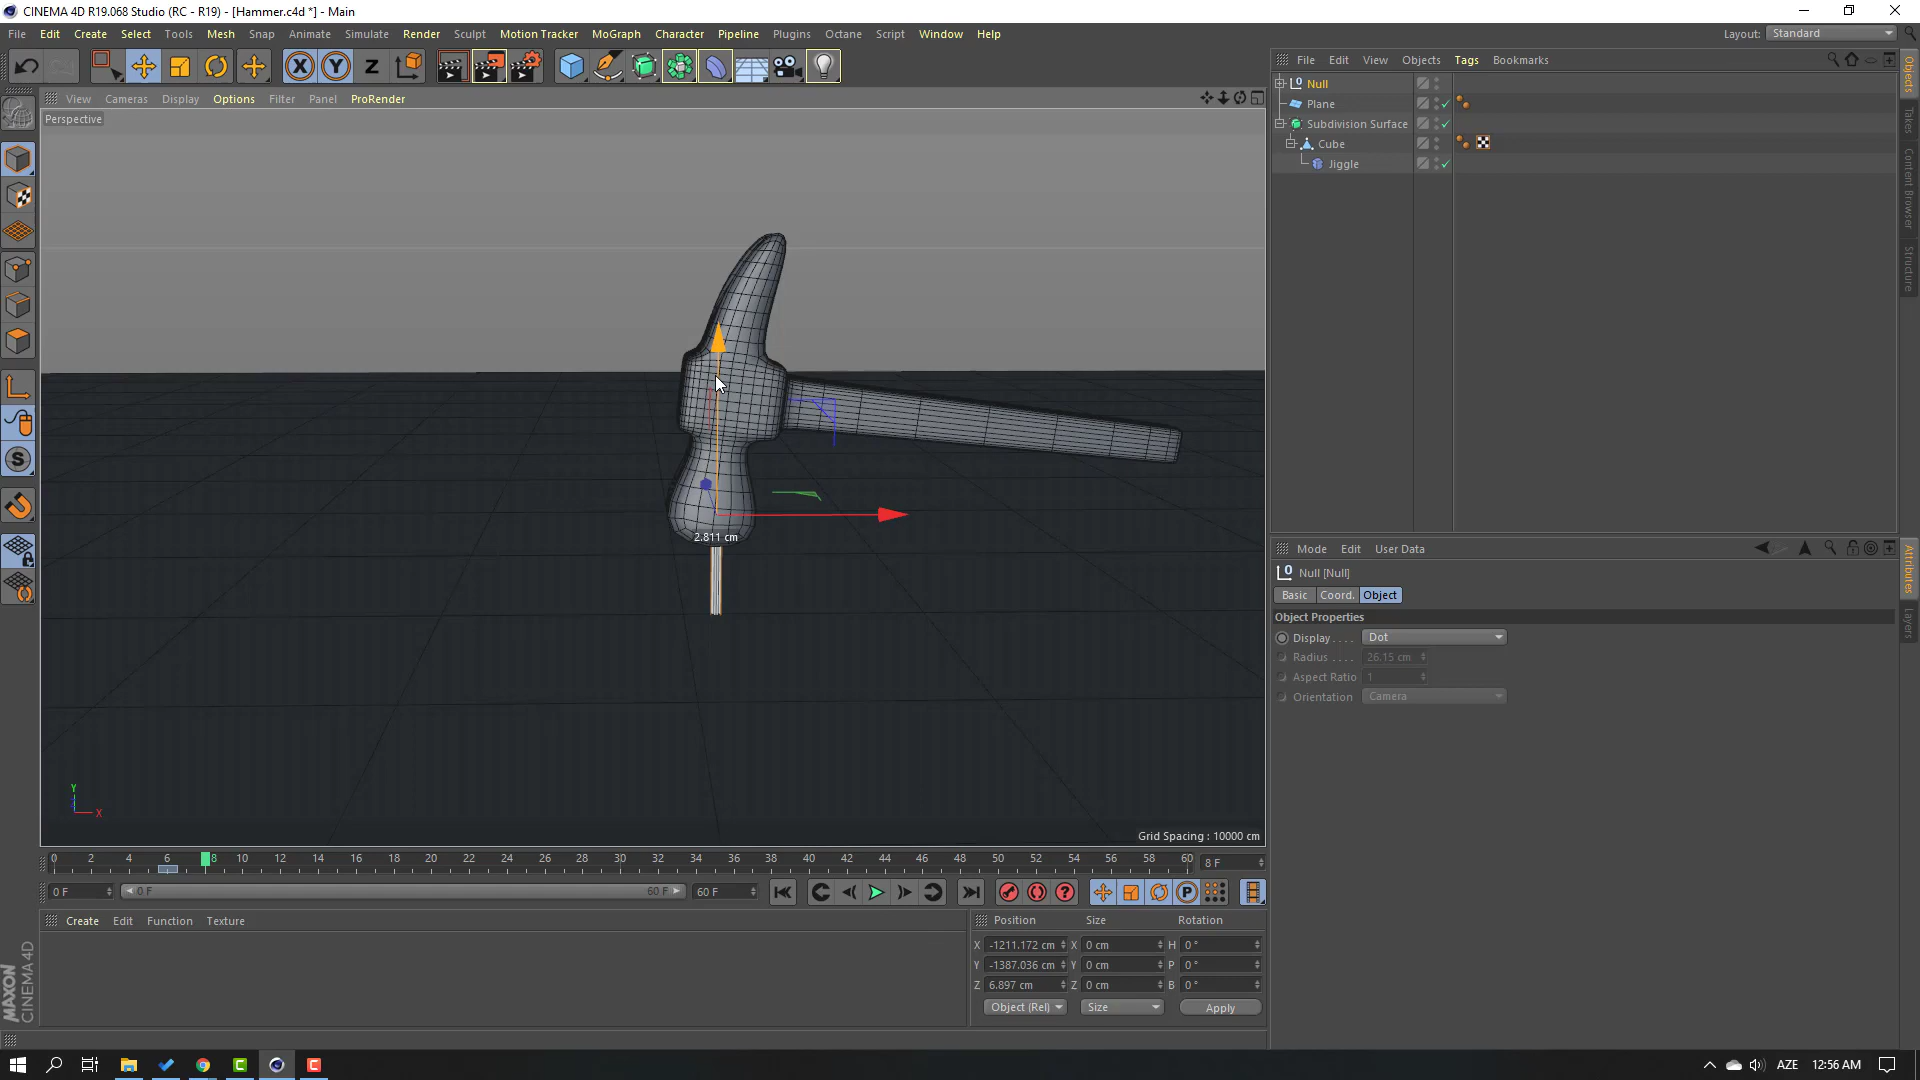 CINEMA 4D R19.068 Studio (RC - R19) - [Hammer.c4d *] - Main
File Edit Create Select Tools Mesh Snap Animate Simulate Render Sculpt Motion Tracker MoGraph Character Pipeline Plugins Octane Script Window Help
Layout: Standard
View Cameras Display Options Filter Panel ProRender
Perspective
2.811 cm
Y
X
Grid Spacing : 10000 cm
File Edit View Objects Tags Bookmarks
Null
Plane
Subdivision Surface
Cube
Jiggle
Objects
Takes
Content Browser
Structure
Mode Edit User Data
Null [Null]
Basic Coord. Object
Object Properties
Display . . . . Dot
Radius . . . . 26.15 cm
Aspect Ratio 1
Orientation Camera
Attributes
Layers
0 2 4 6 8 10 12 14 16 18 20 22 24 26 28 30 32 34 36 38 40 42 44 46 48 50 52 54 56 58 60 8 F
0 F 0 F 60 F 60 F
Create Edit Function Texture
Position Size Rotation
X -1211.172 cm X 0 cm H 0 °
Y -1387.036 cm Y 0 cm P 0 °
Z 6.897 cm Z 0 cm B 0 °
Object (Rel) Size Apply
MAXON
CINEMA 4D
AZE 12:56 AM